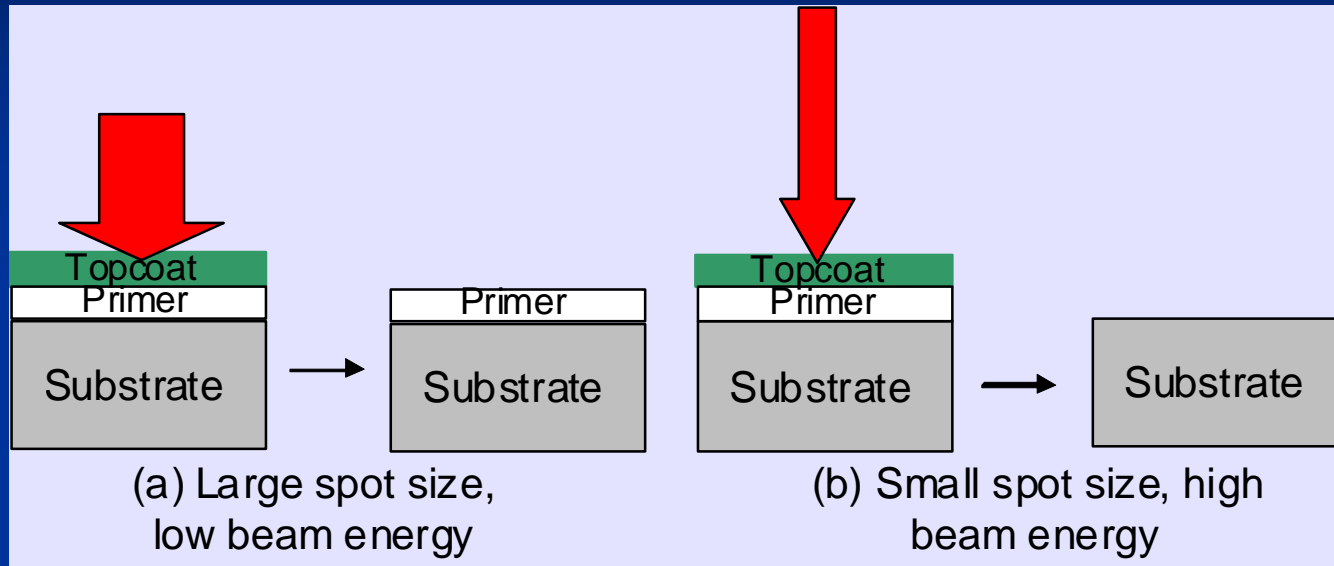 Topcoat
Primer
Substrate
Primer
Substrate
(a) Large spot size,
low beam energy
Topcoat
Primer
Substrate
Substrate
(b) Small spot size, high
beam energy